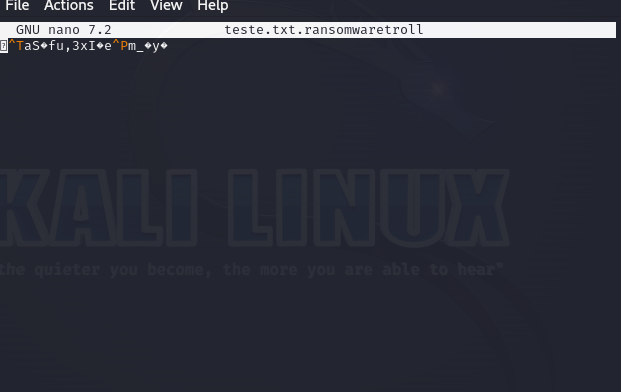 File Actions Edit View Help
GNU nano 7.2 teste.txt.ransomwaretroll
^TaS�fu,3xI�e^Pm_�y�
KALI LINUX
the quieter you become, the more you are able to hear"